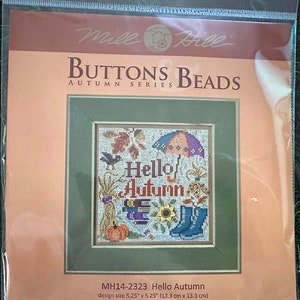 Mill Hill
BUTTONS & BEADS
AUTUMN SERIES
Hello
Autumn
MH14-2323 Hello Autumn
design size 5.25" x 5.25" (13.3 cm x 13.3 cm)